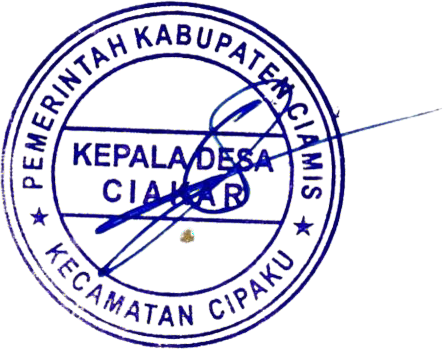 PEMERINTAH KABUPATEN CIAMIS
KEPALA DESA
CIAKAR
KECAMATAN CIPAKU